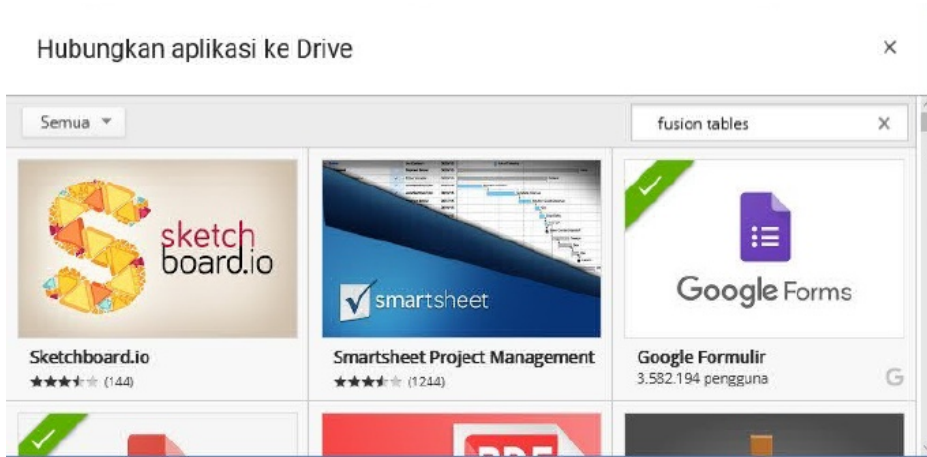 Hubungkan aplikasi ke Drive
Semua
fusion tables
sketch
board.io
smartsheet
Google Forms
Sketchboard.io
(144)
Smartsheet Project Management
(1244)
Google Formulir
3.582.194 pengguna
G
PDF